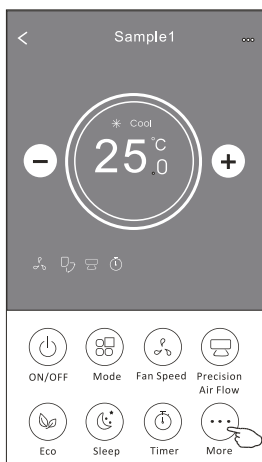 Sample1
Cool
25.0°C
ON/OFF Mode Fan Speed Precision Air Flow
Eco Sleep Timer More